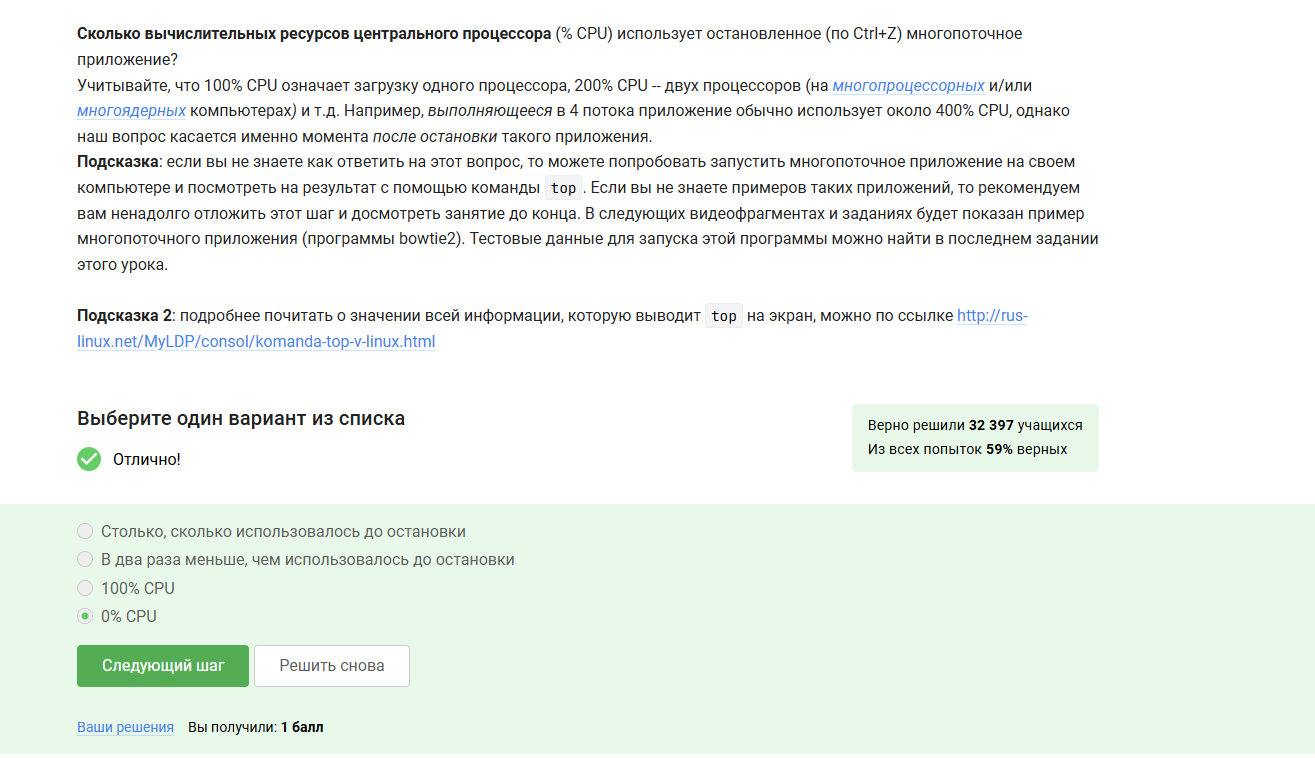 Сколько вычислительных ресурсов центрального процессора (% CPU) использует остановленное (по Ctrl+Z) многопоточное
приложение?
Учитывайте, что 100% CPU означает загрузку одного процессора, 200% CPU -- двух процессоров (на многопроцессорных и/или
многоядерных компьютерах) и т.д. Например, выполняющееся в 4 потока приложение обычно использует около 400% CPU, однако
наш вопрос касается именно момента после остановки такого приложения.
Подсказка: если вы не знаете как ответить на этот вопрос, то можете попробовать запустить многопоточное приложение на своем
компьютере и посмотреть на результат с помощью команды top. Если вы не знаете примеров таких приложений, то рекомендуем
вам ненадолго отложить этот шаг и досмотреть занятие до конца. В следующих видеофрагментах и заданиях будет показан пример
многопоточного приложения (программы bowtie2). Тестовые данные для запуска этой программы можно найти в последнем задании
этого урока.
Подсказка 2: подробнее почитать о значении всей информации, которую выводит top на экран, можно по ссылке http://rus-
linux.net/MyLDP/consol/komanda-top-v-linux.html
Выберите один вариант из списка
Верно решили 32 397 учащихся
Из всех попыток 59% верных
Отлично!
Столько, сколько использовалось до остановки
В два раза меньше, чем использовалось до остановки
100% CPU
0% CPU
Следующий шаг Решить снова
Ваши решения Вы получили: 1 балл